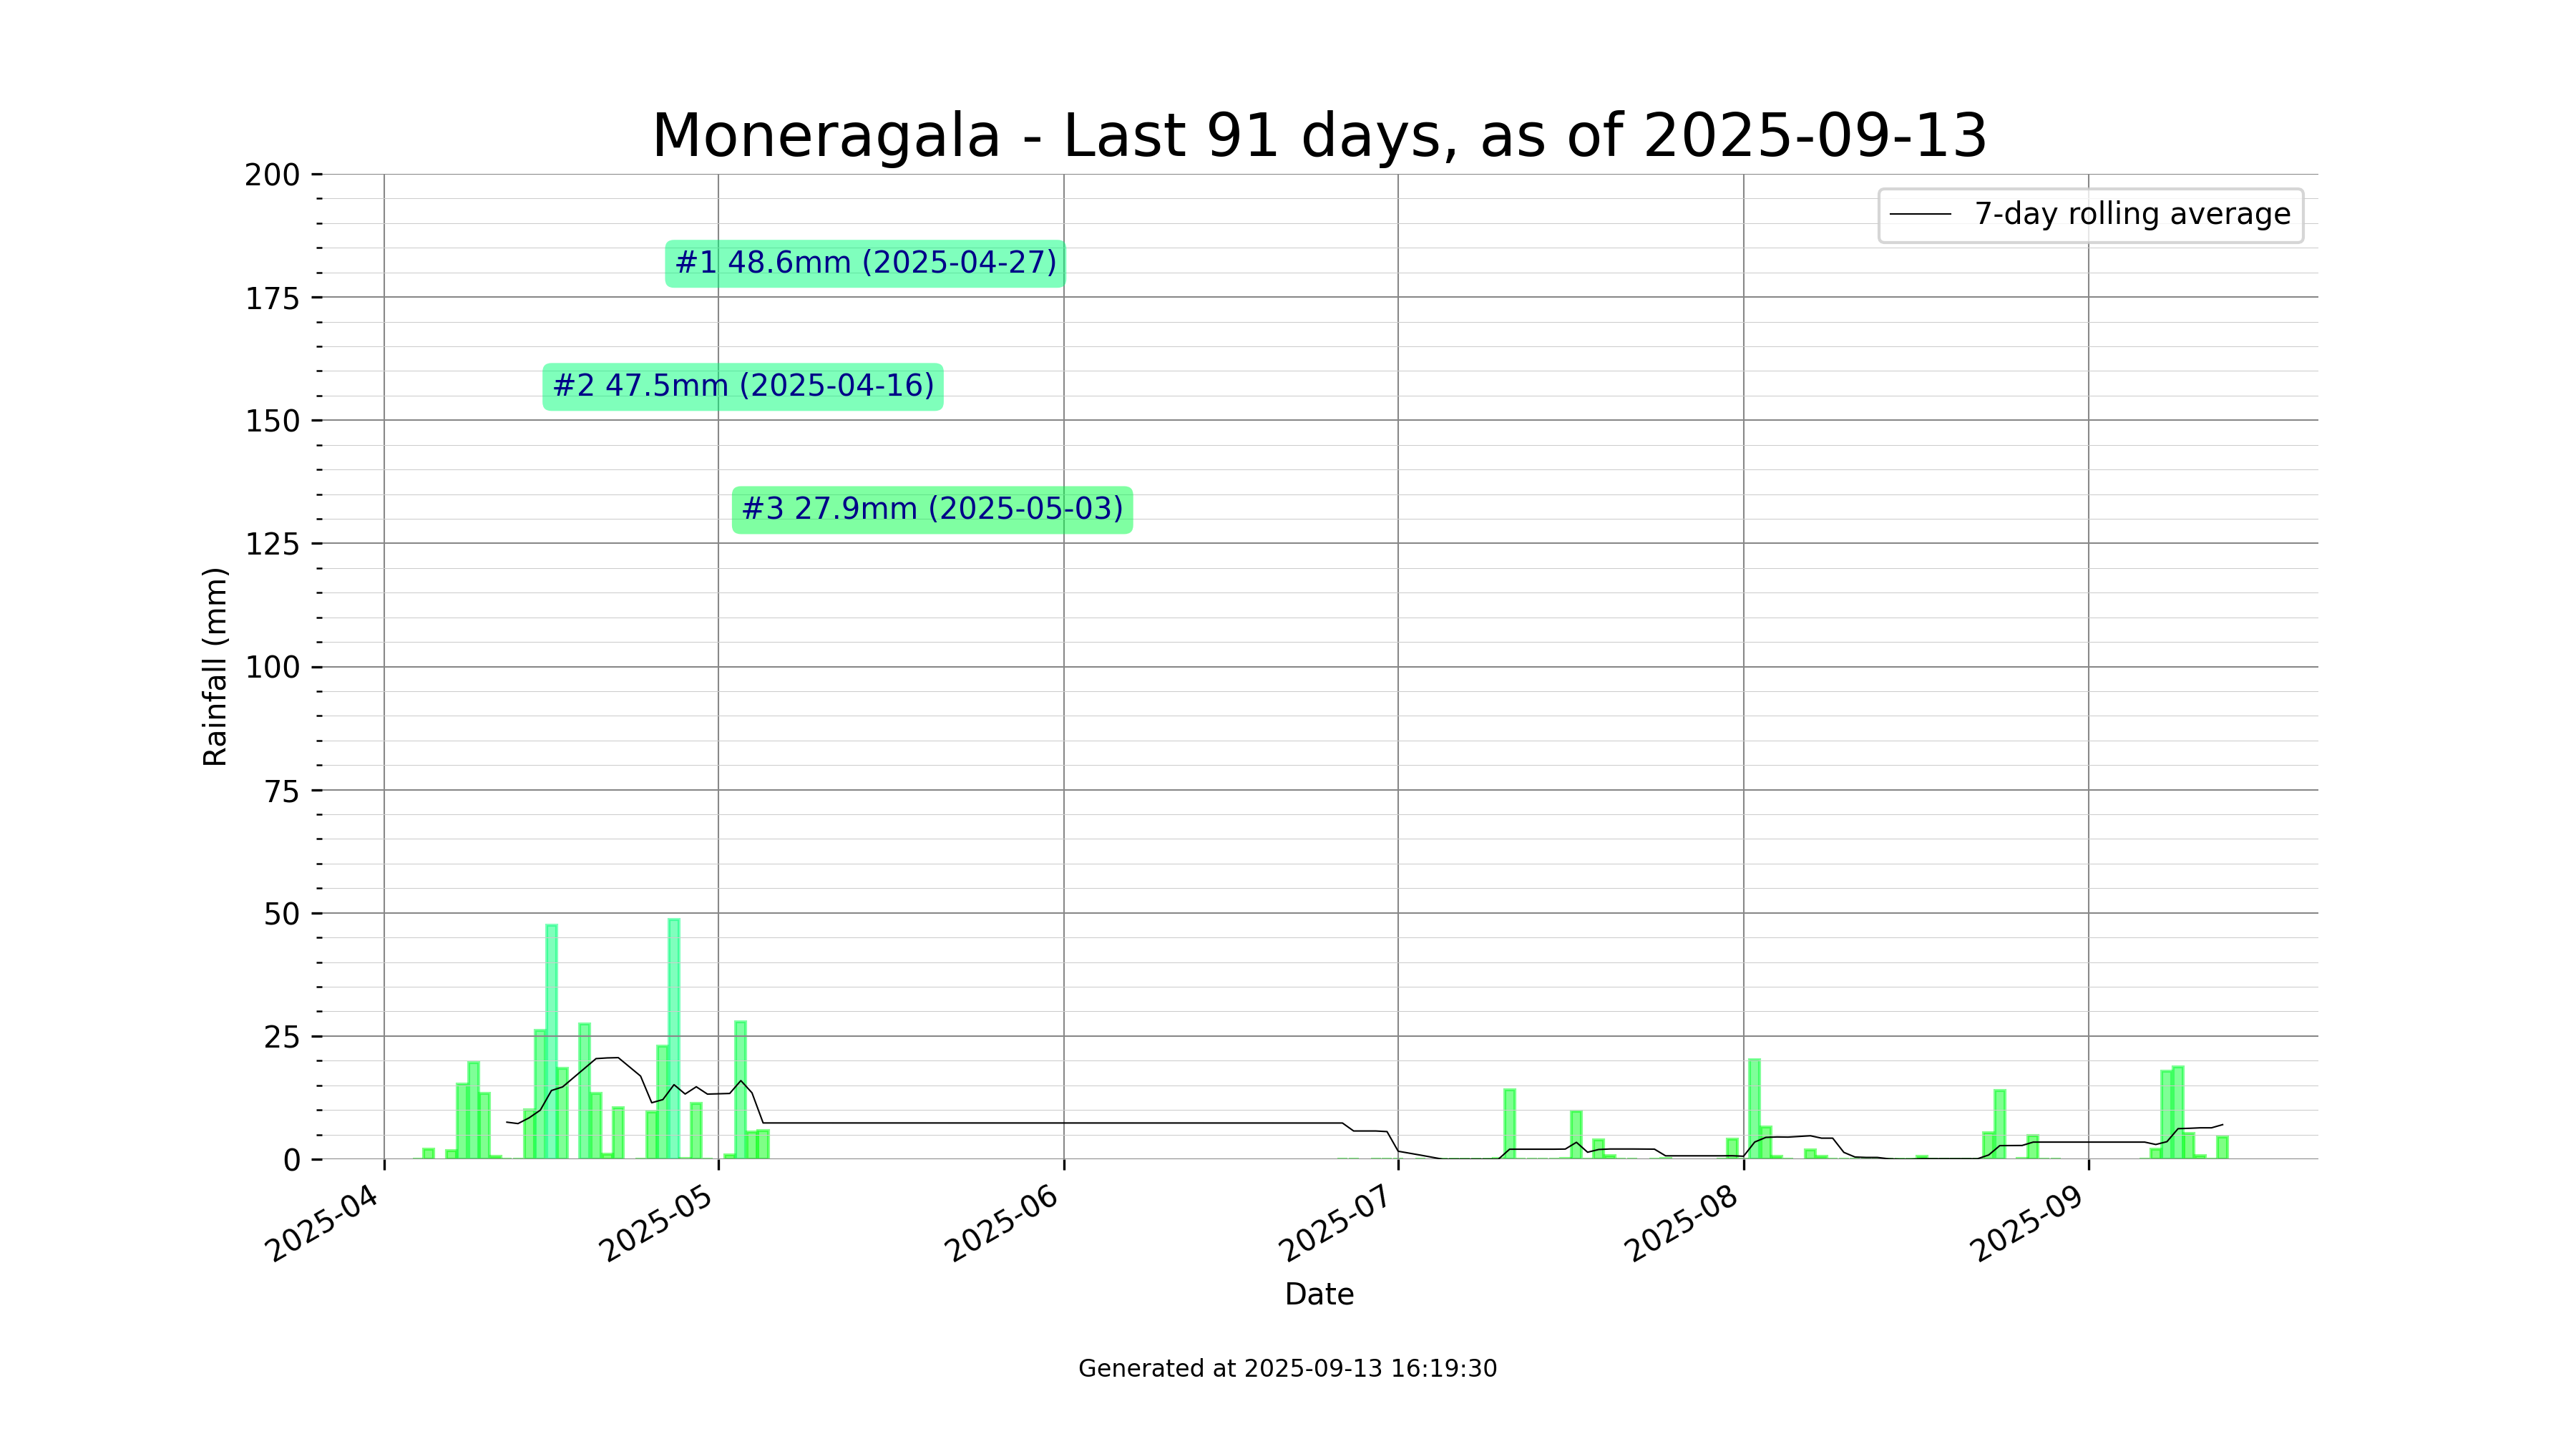 Moneragala - Last 91 days, as of 2025-09-13
200
175
150
125
100
75
50
25
0
Rainfall (mm)
7-day rolling average
#1 48.6mm (2025-04-27)
#2 47.5mm (2025-04-16)
#3 27.9mm (2025-05-03)
2025-04
2025-05
2025-06
2025-07
2025-08
2025-09
Date
Generated at 2025-09-13 16:19:30